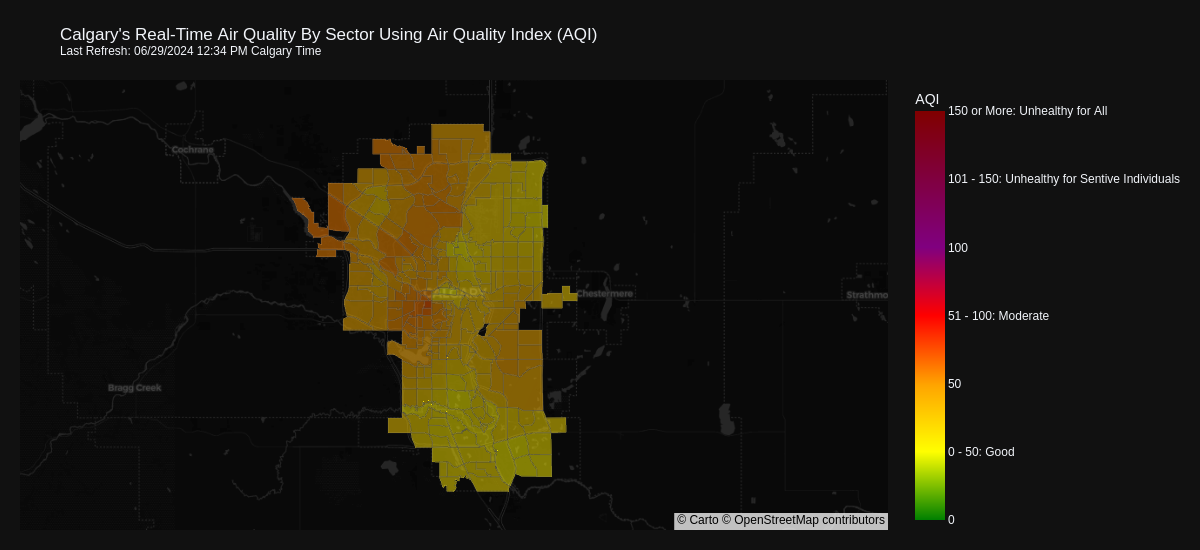 Calgary's Real-Time Air Quality By Sector Using Air Quality Index (AQI)
Last Refresh: 06/29/2024 12:34 PM Calgary Time
AQI
150 or More: Unhealthy for All
Cochrane
101 - 150: Unhealthy for Sentive Individuals
100
Chestermere
Strathmo
51 - 100: Moderate
50
Bragg Creek
0 - 50: Good
0
© Carto © OpenStreetMap contributors